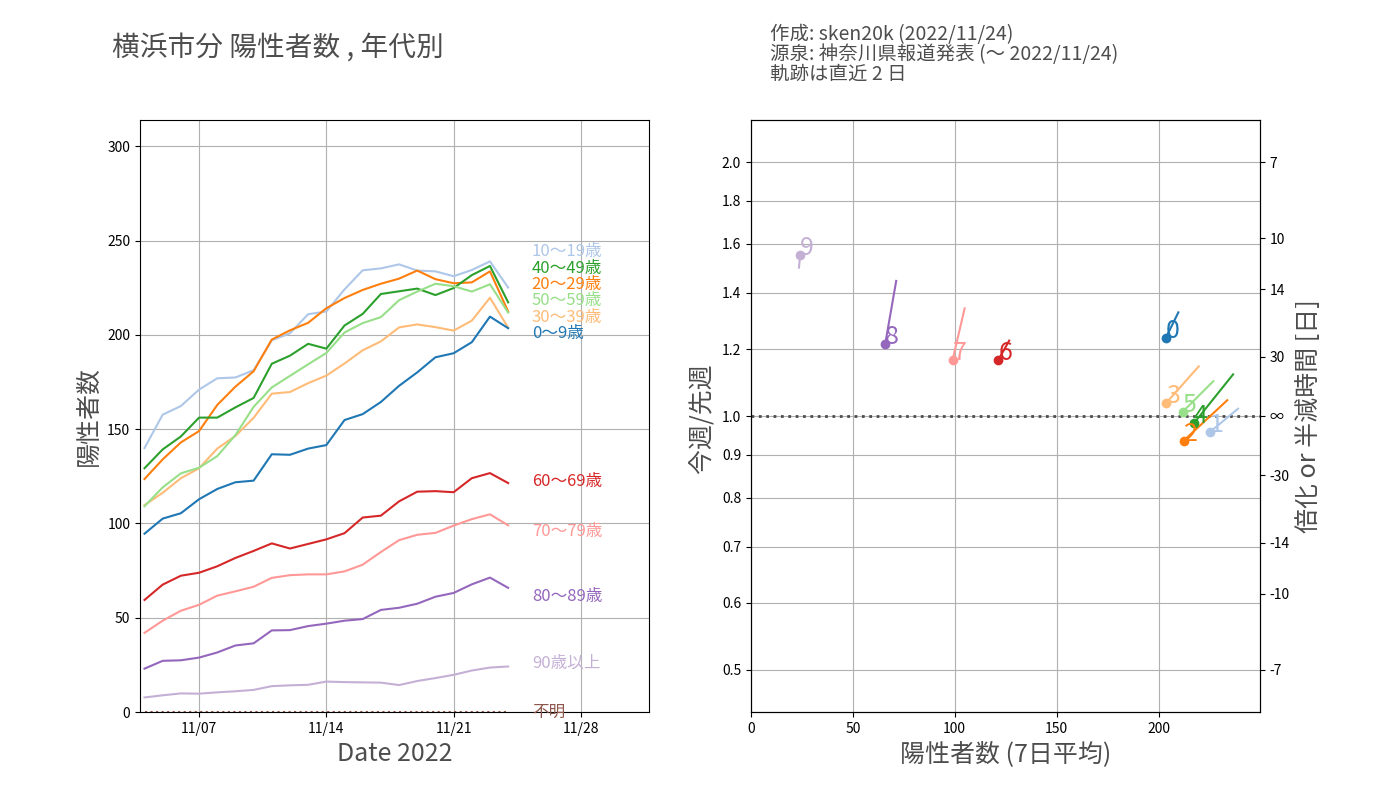 横浜市分 陽性者数 , 年代別
作成: sken20k (2022/11/24)
源泉: 神奈川県報道発表 (〜 2022/11/24)
軌跡は直近 2 日
陽性者数
300
250
200
150
100
50
0
10〜19歳
40〜49歳
20〜29歳
50〜59歳
30〜39歳
0〜9歳
60〜69歳
70〜79歳
80〜89歳
90歳以上
不明
11/07
11/14
11/21
11/28
Date 2022
今週/先週
2.0
1.8
1.6
1.4
1.2
1.0
0.9
0.8
0.7
0.6
0.5
9
8
7
6
0
3
5
4
1
2
7
10
14
30
∞
-30
-14
-10
-7
倍化 or 半減時間 [日]
0
50
100
150
200
陽性者数 (7日平均)